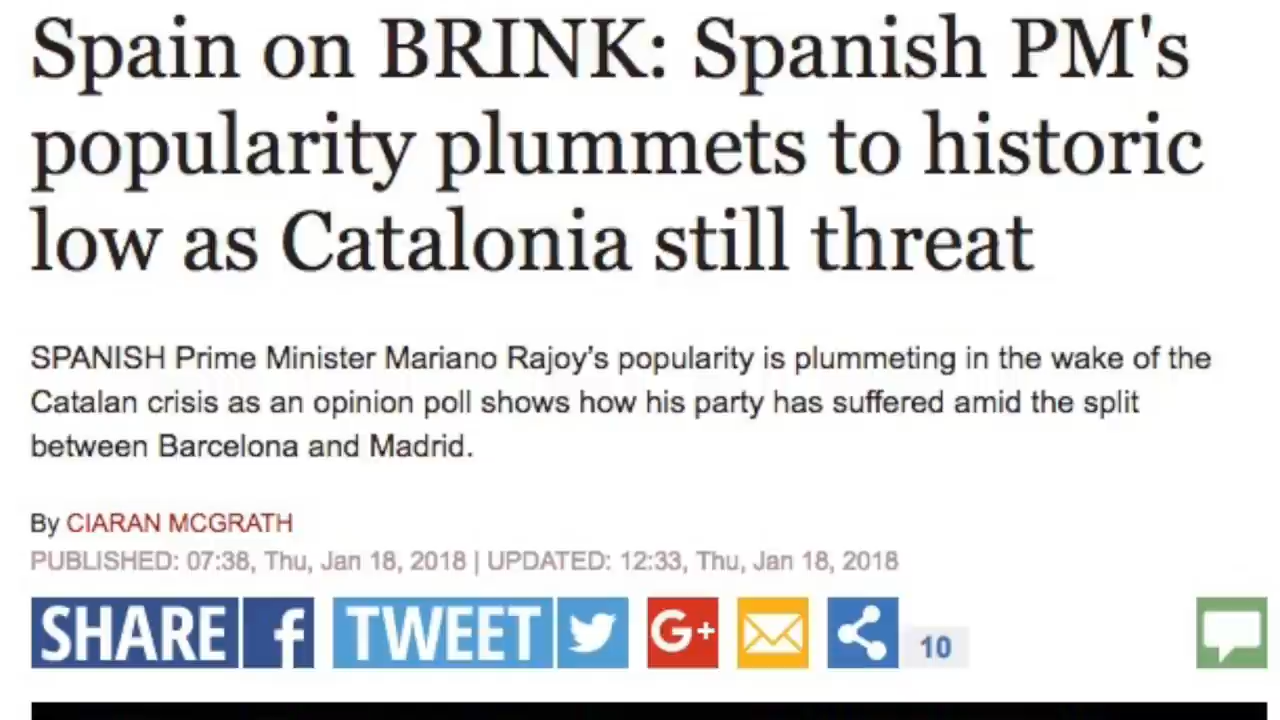 Spain on BRINK: Spanish PM's
popularity plummets to historic
low as Catalonia still threat
SPANISH Prime Minister Mariano Rajoy’s popularity is plummeting in the wake of the
Catalan crisis as an opinion poll shows how his party has suffered amid the split
between Barcelona and Madrid.
By CIARAN MCGRATH
PUBLISHED: 07:38, Thu, Jan 18, 2018 | UPDATED: 12:33, Thu, Jan 18, 2018
SHARE f TWEET G+ 10